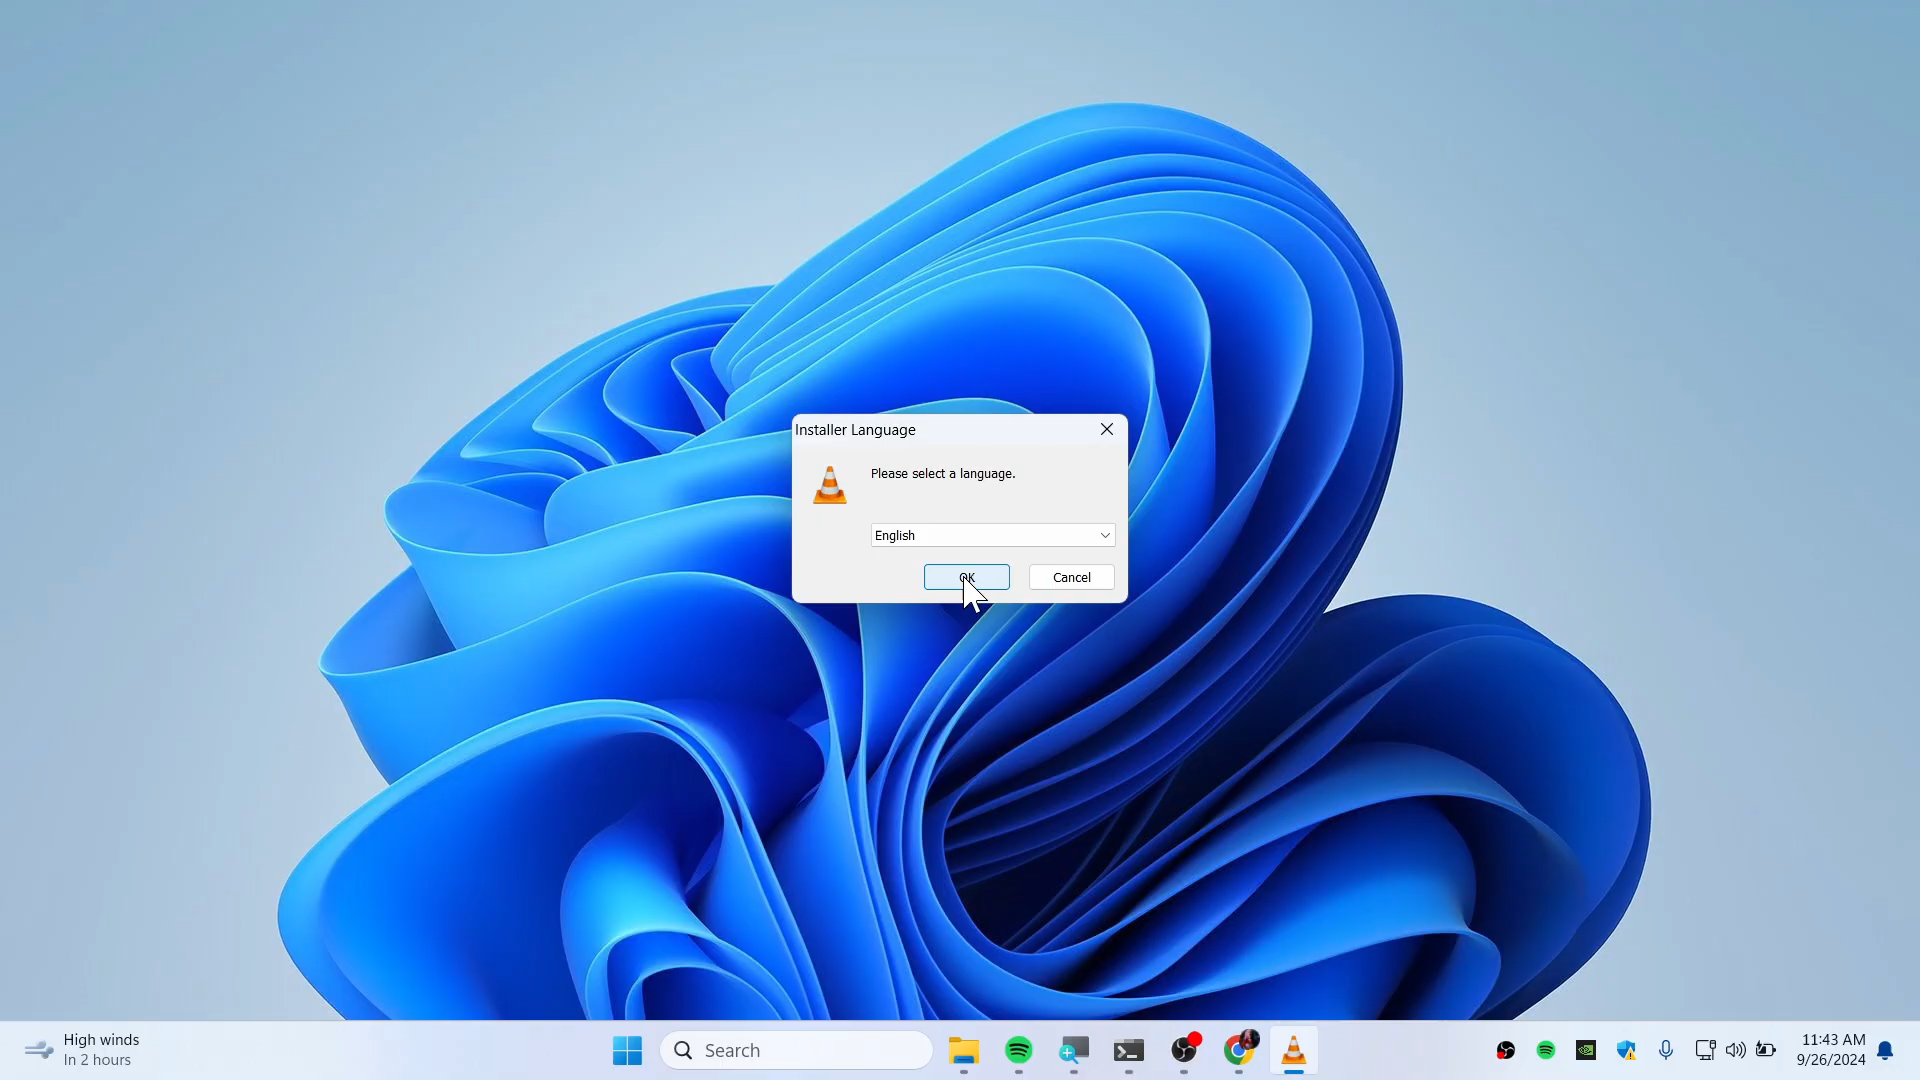 Installer Language
Please select a language.
English
OK
Cancel
High winds
In 2 hours
Search
11:43 AM
9/26/2024